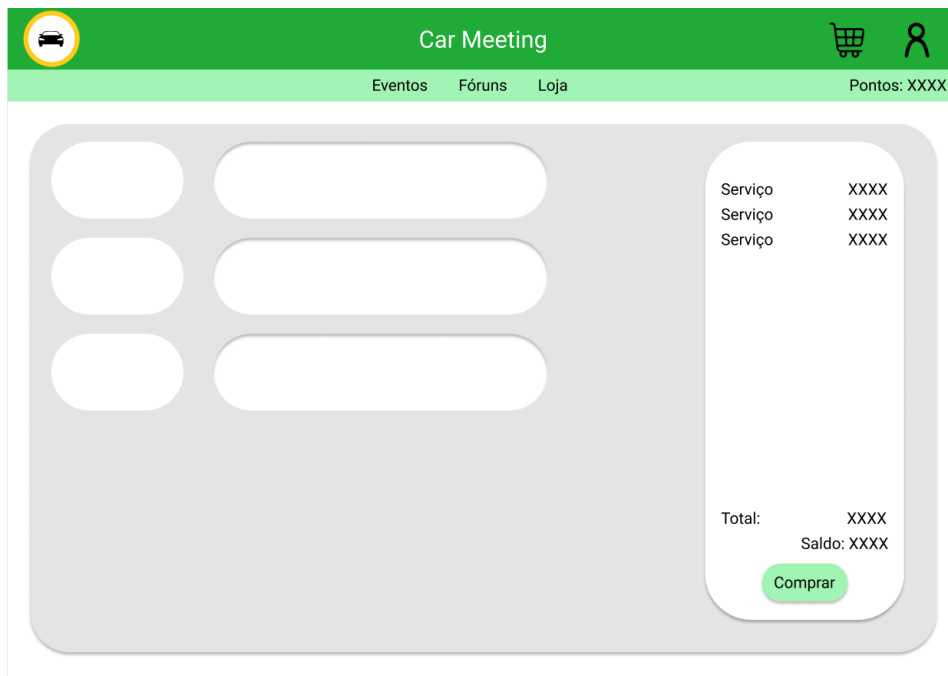 Car Meeting
Eventos Fóruns Loja Pontos: XXXX
Serviço XXXX
Serviço XXXX
Serviço XXXX
Total: XXXX
Saldo: XXXX
Comprar